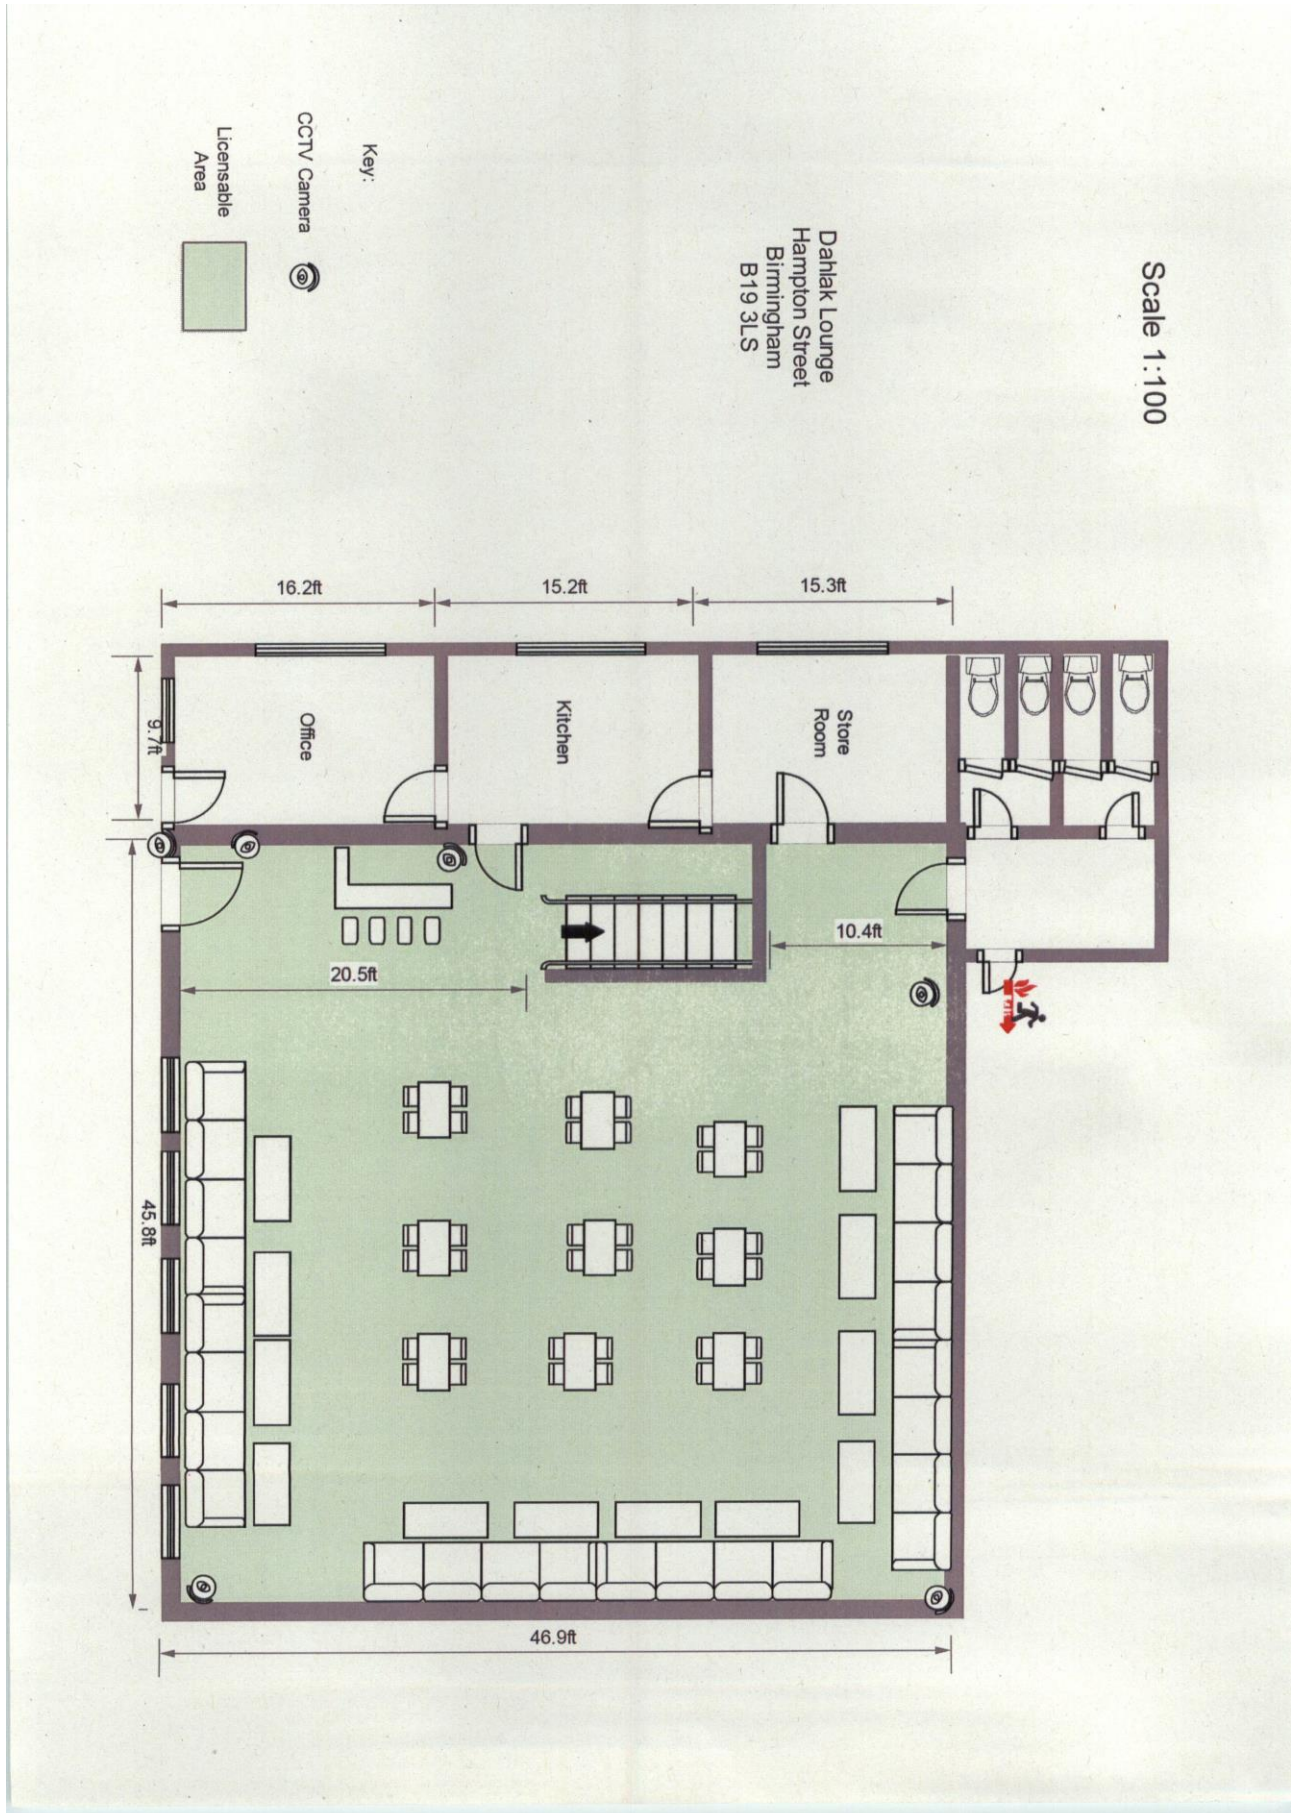 Scale 1:100
Dahlak Lounge
Hampton Street
Birmingham
B19 3LS
Key:
CCTV Camera
Licensable
Area
16.2ft
15.2ft
15.3ft
9.7ft
Office
Kitchen
Store
Room
20.5ft
10.4ft
45.8ft
46.9ft